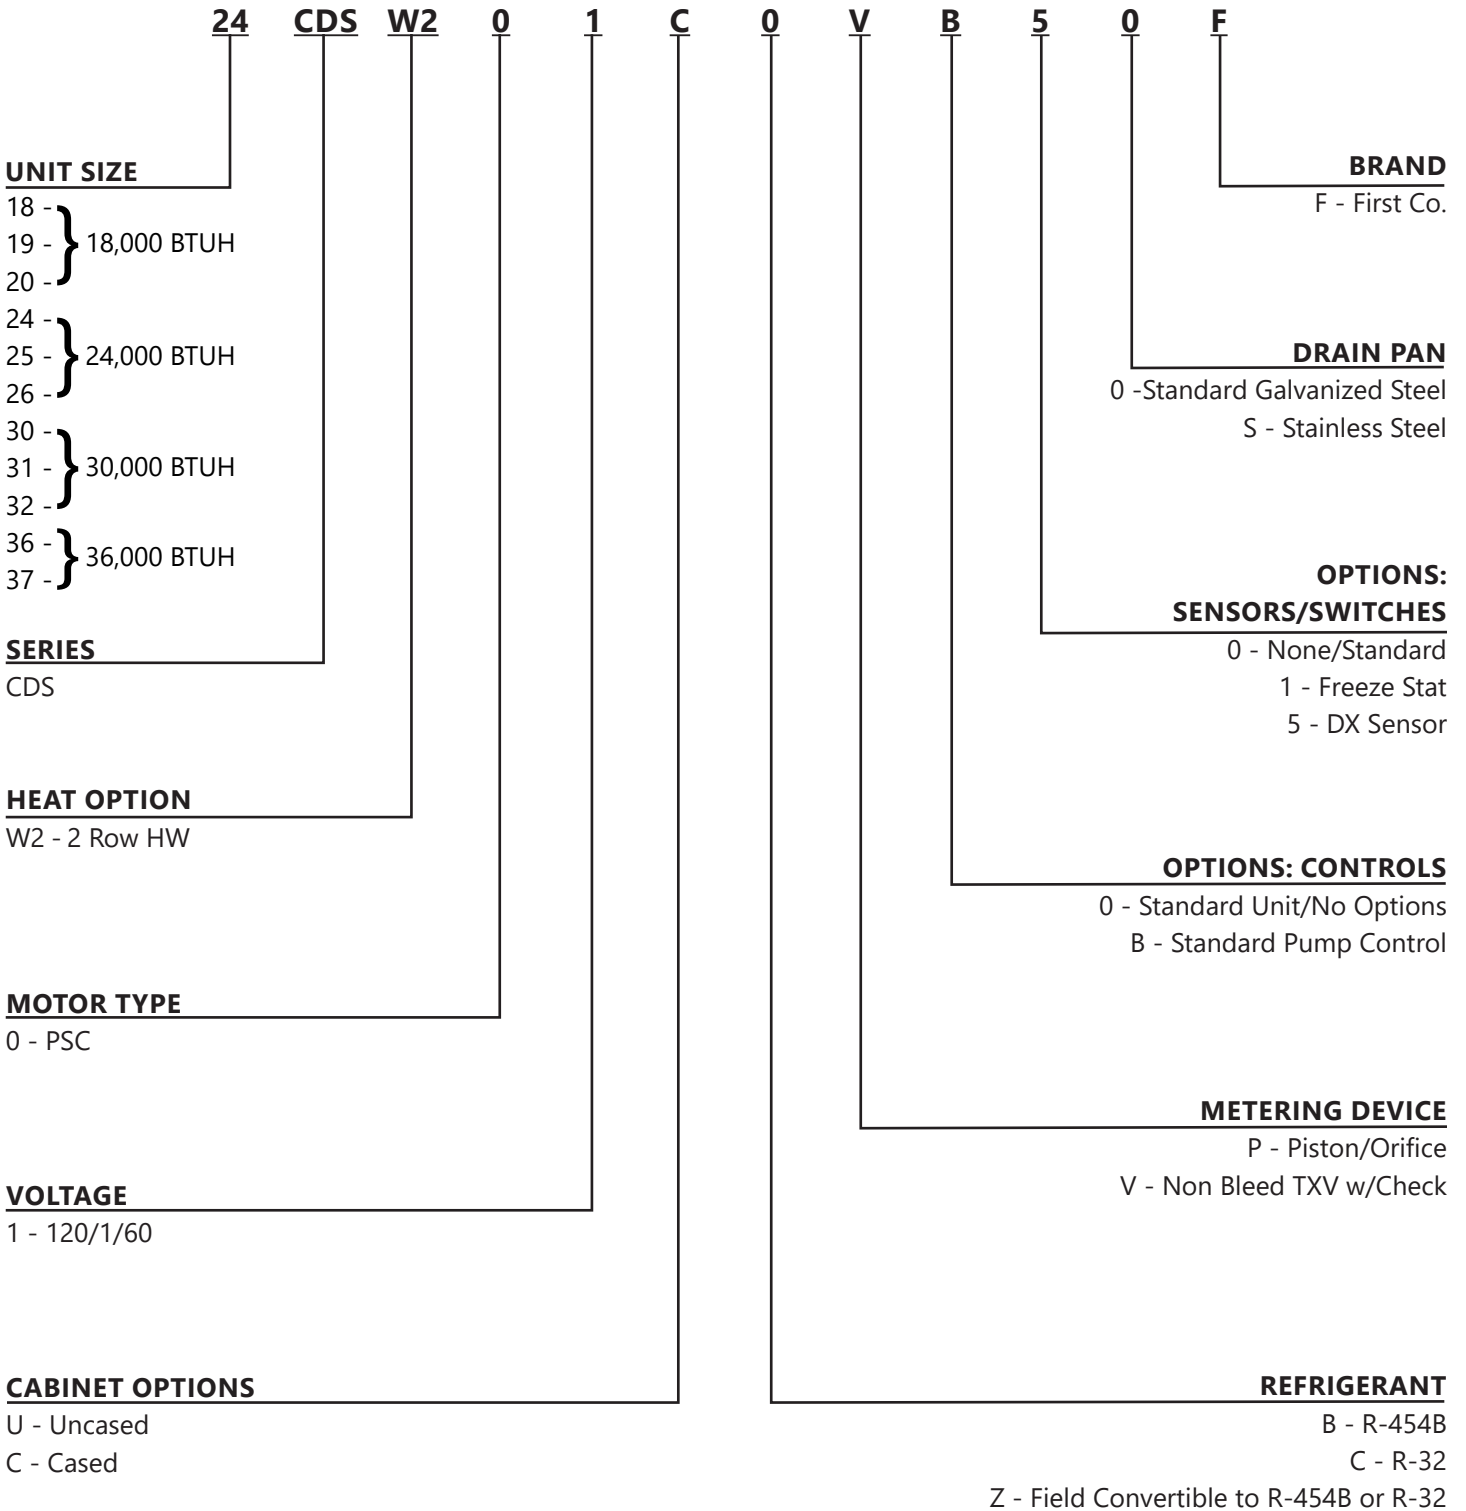 24 CDS W2 0 1 C 0 V B 5 0 F
UNIT SIZE
18 -
19 - } 18,000 BTUH
20 -
24 -
25 - } 24,000 BTUH
26 -
30 -
31 - } 30,000 BTUH
32 -
36 -
37 - } 36,000 BTUH
SERIES
CDS
HEAT OPTION
W2 - 2 Row HW
MOTOR TYPE
0 - PSC
VOLTAGE
1 - 120/1/60
CABINET OPTIONS
U - Uncased
C - Cased
BRAND
F - First Co.
DRAIN PAN
0 -Standard Galvanized Steel
S - Stainless Steel
OPTIONS:
SENSORS/SWITCHES
0 - None/Standard
1 - Freeze Stat
5 - DX Sensor
OPTIONS: CONTROLS
0 - Standard Unit/No Options
B - Standard Pump Control
METERING DEVICE
P - Piston/Orifice
V - Non Bleed TXV w/Check
REFRIGERANT
B - R-454B
C - R-32
Z - Field Convertible to R-454B or R-32